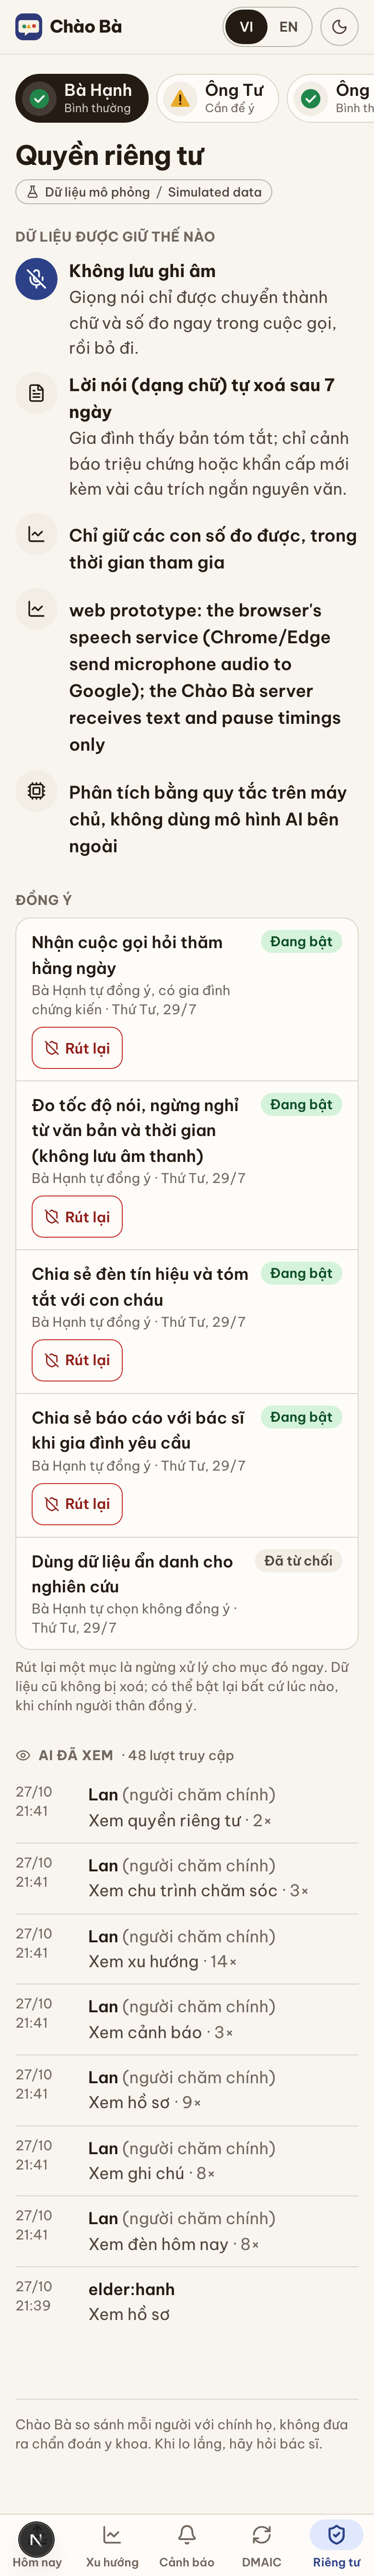 Chào Bà
VI EN
Bà Hạnh
Bình thường
Ông Tư
Cần để ý
Ông
Bình th
Quyền riêng tư
Dữ liệu mô phỏng / Simulated data
DỮ LIỆU ĐƯỢC GIỮ THẾ NÀO
Không lưu ghi âm
Giọng nói chỉ được chuyển thành
chữ và số đo ngay trong cuộc gọi,
rồi bỏ đi.
Lời nói (dạng chữ) tự xoá sau 7
ngày
Gia đình thấy bản tóm tắt; chỉ cảnh
báo triệu chứng hoặc khẩn cấp mới
kèm vài câu trích ngắn nguyên văn.
Chỉ giữ các con số đo được, trong
thời gian tham gia
web prototype: the browser's
speech service (Chrome/Edge
send microphone audio to
Google); the Chào Bà server
receives text and pause timings
only
Phân tích bằng quy tắc trên máy
chủ, không dùng mô hình AI bên
ngoài
ĐỒNG Ý
Nhận cuộc gọi hỏi thăm
hằng ngày
Đang bật
Bà Hạnh tự đồng ý, có gia đình
chứng kiến · Thứ Tư, 29/7
Rút lại
Đo tốc độ nói, ngừng nghỉ
từ văn bản và thời gian
(không lưu âm thanh)
Đang bật
Bà Hạnh tự đồng ý · Thứ Tư, 29/7
Rút lại
Chia sẻ đèn tín hiệu và tóm
tắt với con cháu
Đang bật
Bà Hạnh tự đồng ý · Thứ Tư, 29/7
Rút lại
Chia sẻ báo cáo với bác sĩ
khi gia đình yêu cầu
Đang bật
Bà Hạnh tự đồng ý · Thứ Tư, 29/7
Rút lại
Dùng dữ liệu ẩn danh cho
nghiên cứu
Đã từ chối
Bà Hạnh tự chọn không đồng ý ·
Thứ Tư, 29/7
Rút lại một mục là ngừng xử lý cho mục đó ngay. Dữ
liệu cũ không bị xoá; có thể bật lại bất cứ lúc nào,
khi chính người thân đồng ý.
AI ĐÃ XEM · 48 lượt truy cập
27/10
21:41
Lan (người chăm chính)
Xem quyền riêng tư · 2×
27/10
21:41
Lan (người chăm chính)
Xem chu trình chăm sóc · 3×
27/10
21:41
Lan (người chăm chính)
Xem xu hướng · 14×
27/10
21:41
Lan (người chăm chính)
Xem cảnh báo · 3×
27/10
21:41
Lan (người chăm chính)
Xem hồ sơ · 9×
27/10
21:41
Lan (người chăm chính)
Xem ghi chú · 8×
27/10
21:41
Lan (người chăm chính)
Xem đèn hôm nay · 8×
27/10
21:39
elder:hanh
Xem hồ sơ
Chào Bà so sánh mỗi người với chính họ, không đưa
ra chẩn đoán y khoa. Khi lo lắng, hãy hỏi bác sĩ.
N
Hôm nay Xu hướng Cảnh báo DMAIC Riêng tư